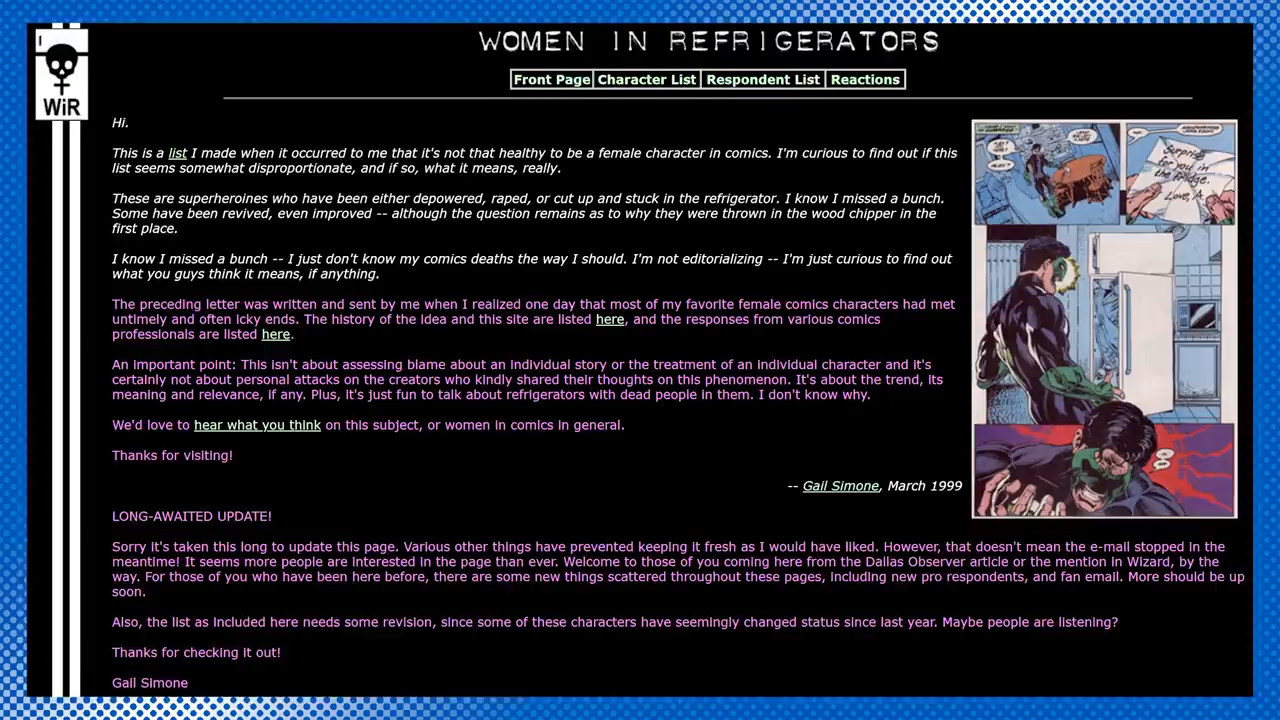 WOMEN IN REFRIGERATORS
I
WiR
Front Page Character List Respondent List Reactions
Hi.
This is a list I made when it occurred to me that it's not that healthy to be a female character in comics. I'm curious to find out if this
list seems somewhat disproportionate, and if so, what it means, really.
These are superheroines who have been either depowered, raped, or cut up and stuck in the refrigerator. I know I missed a bunch.
Some have been revived, even improved -- although the question remains as to why they were thrown in the wood chipper in the
first place.
I know I missed a bunch -- I just don't know my comics deaths the way I should. I'm not editorializing -- I'm just curious to find out
what you guys think it means, if anything.
The preceding letter was written and sent by me when I realized one day that most of my favorite female comics characters had met
untimely and often icky ends. The history of the idea and this site are listed here, and the responses from various comics
professionals are listed here.
An important point: This isn't about assessing blame about an individual story or the treatment of an individual character and it's
certainly not about personal attacks on the creators who kindly shared their thoughts on this phenomenon. It's about the trend, its
meaning and relevance, if any. Plus, it's just fun to talk about refrigerators with dead people in them. I don't know why.
We'd love to hear what you think on this subject, or women in comics in general.
Thanks for visiting!
-- Gail Simone, March 1999
Surprise
for you in
the fridge.
Love, A
LONG-AWAITED UPDATE!
Sorry it's taken this long to update this page. Various other things have prevented keeping it fresh as I would have liked. However, that doesn't mean the e-mail stopped in the
meantime! It seems more people are interested in the page than ever. Welcome to those of you coming here from the Dallas Observer article or the mention in Wizard, by the
way. For those of you who have been here before, there are some new things scattered throughout these pages, including new pro respondents, and fan email. More should be up
soon.
Also, the list as included here needs some revision, since some of these characters have seemingly changed status since last year. Maybe people are listening?
Thanks for checking it out!
Gail Simone